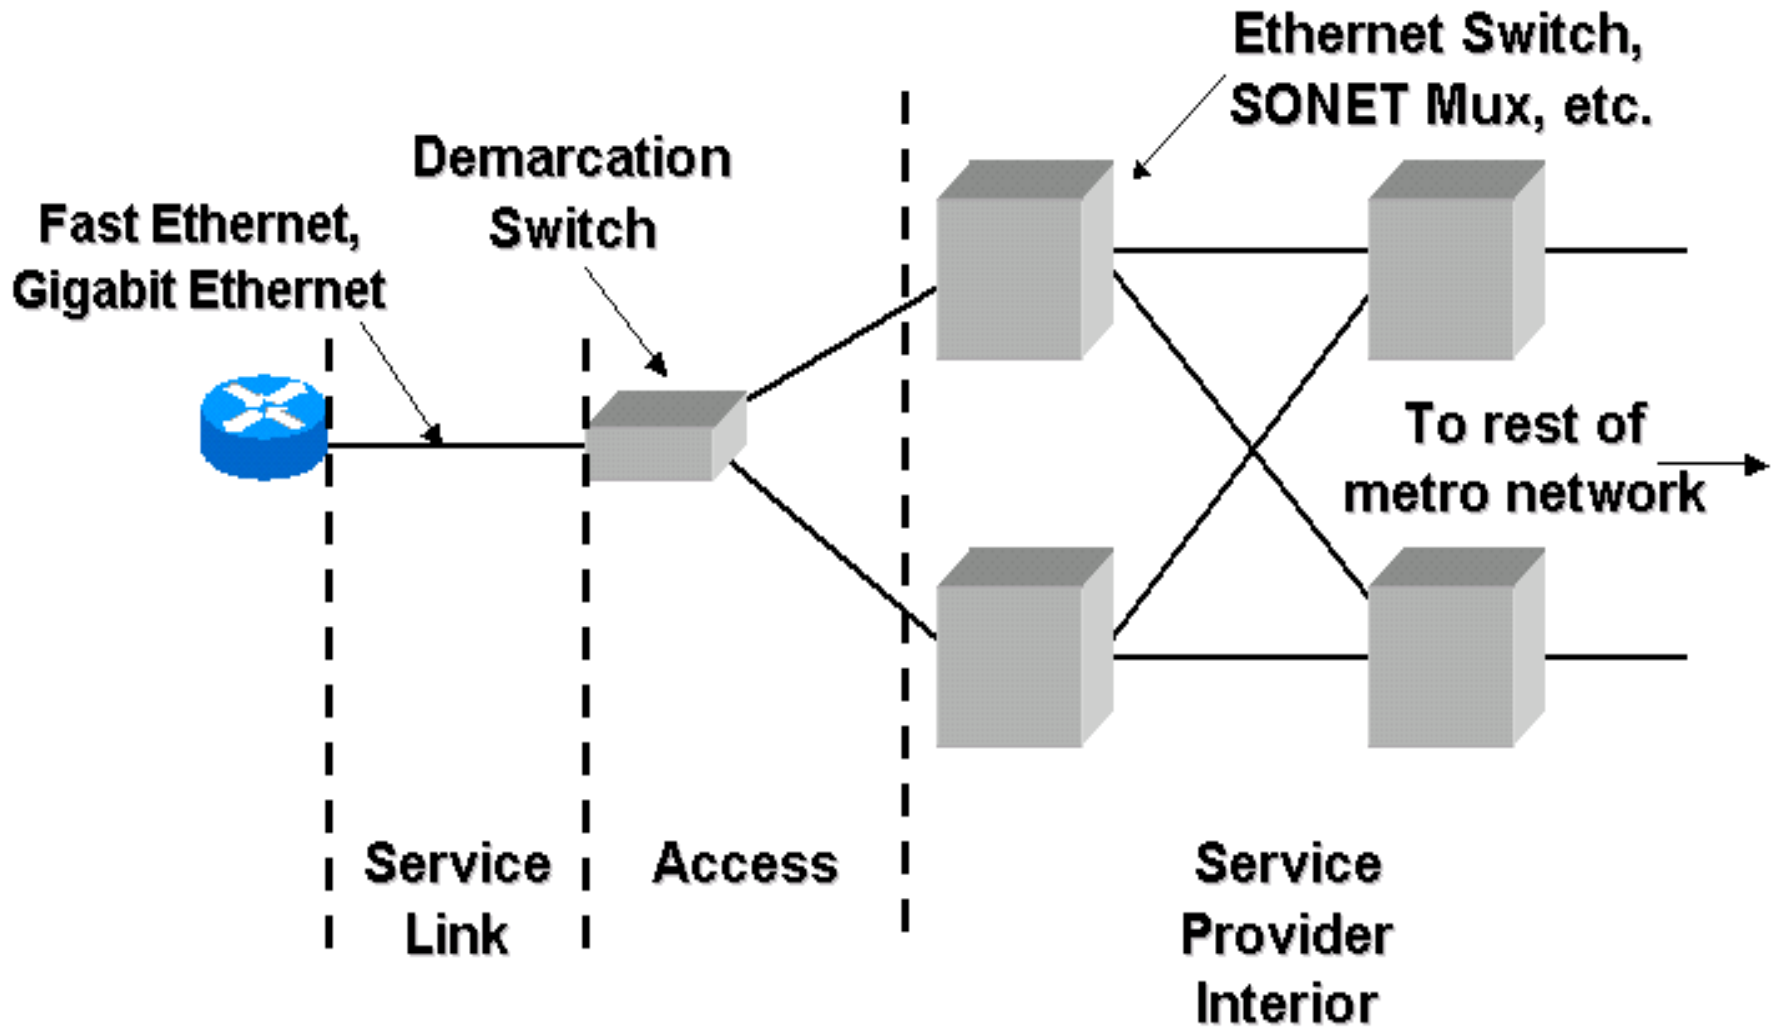 Ethernet Switch,
SONET Mux, etc.
Demarcation
Switch
Fast Ethernet,
Gigabit Ethernet
To rest of
metro network
Service
Link
Access
Service
Provider
Interior